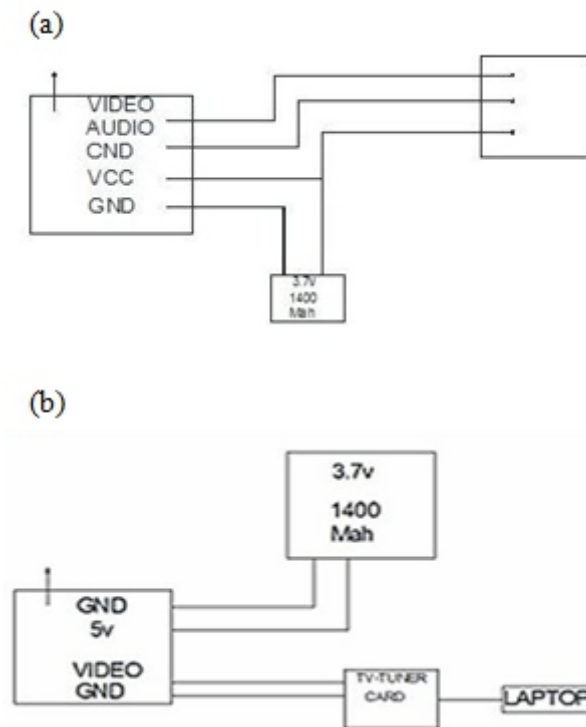 (a)
VIDEO
AUDIO
CND
VCC
GND
3.7v
1400
Mah
(b)
3.7v
1400
Mah
GND
5v
VIDEO
GND
TV-TUNER
CARD
LAPTOP